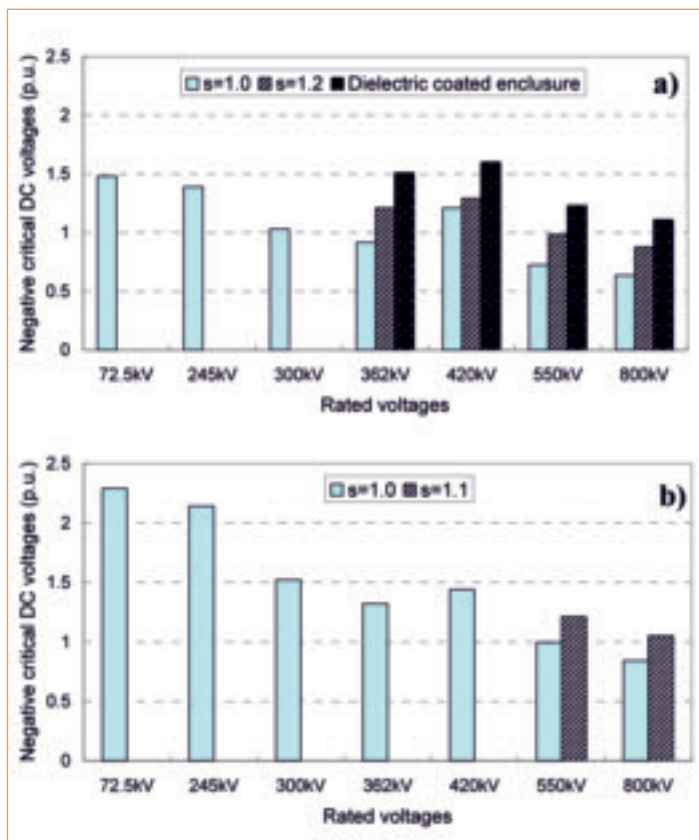 2.5
2
1.5
1
0.5
0
Negative critical DC voltages (p.u.)
s=1.0 s=1.2 Dielectric coated enclusure
a)
72.5kV 245kV 300kV 362kV 420kV 550kV 800kV
Rated voltages
2.5
2
1.5
1
0.5
0
Negative critical DC voltages (p.u.)
s=1.0 s=1.1
b)
72.5kV 245kV 300kV 362kV 420kV 550kV 800kV
Rated voltages